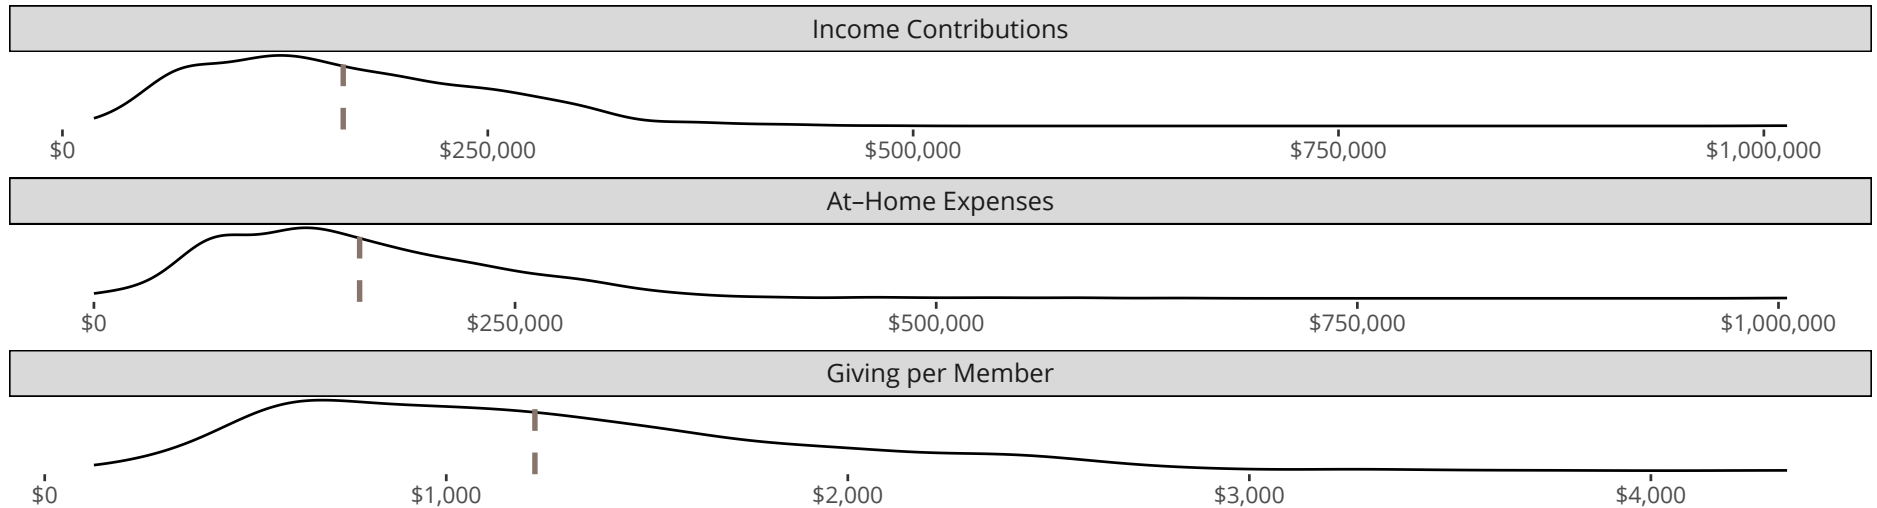 Income Contributions
$0 $250,000 $500,000 $750,000 $1,000,000
At–Home Expenses
$0 $250,000 $500,000 $750,000 $1,000,000
Giving per Member
$0 $1,000 $2,000 $3,000 $4,000